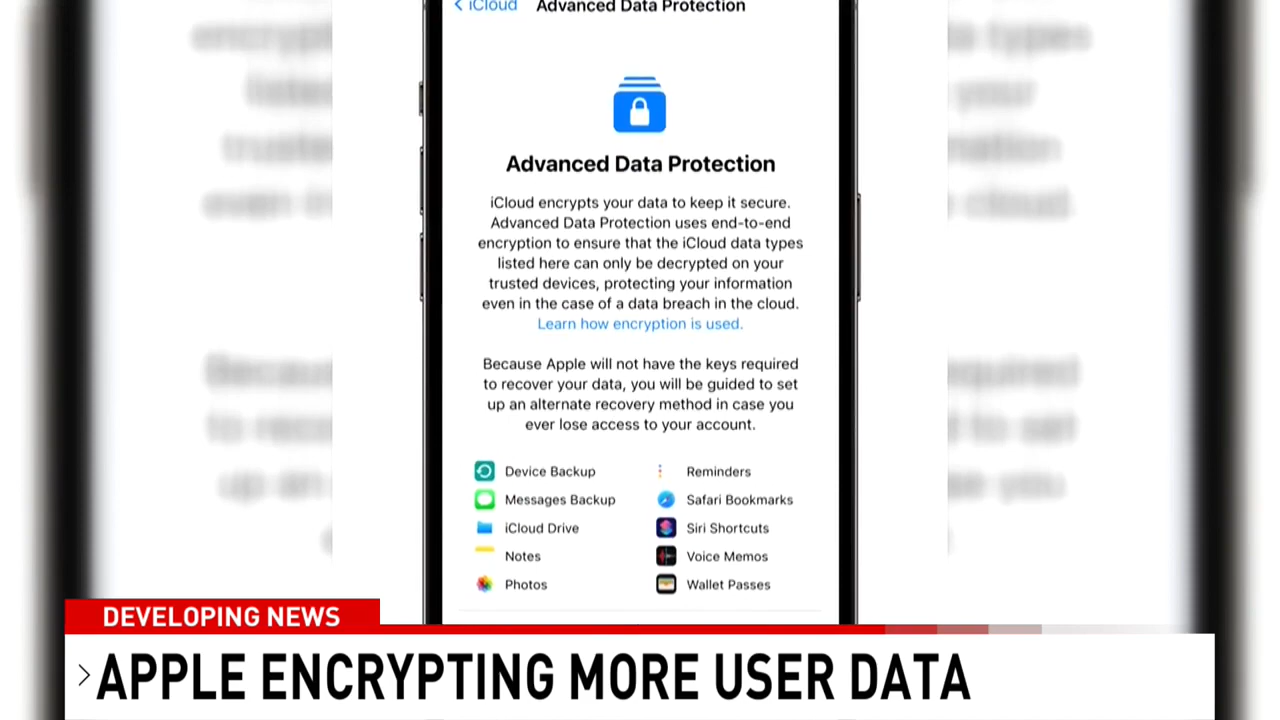 iCloud Advanced Data Protection
Advanced Data Protection
iCloud encrypts your data to keep it secure.
Advanced Data Protection uses end-to-end
encryption to ensure that the iCloud data types
listed here can only be decrypted on your
trusted devices, protecting your information
even in the case of a data breach in the cloud.
Learn how encryption is used.
Because Apple will not have the keys required
to recover your data, you will be guided to set
up an alternate recovery method in case you
ever lose access to your account.
Device Backup
Reminders
Messages Backup
Safari Bookmarks
iCloud Drive
Siri Shortcuts
Notes
Voice Memos
Photos
Wallet Passes
DEVELOPING NEWS
APPLE ENCRYPTING MORE USER DATA